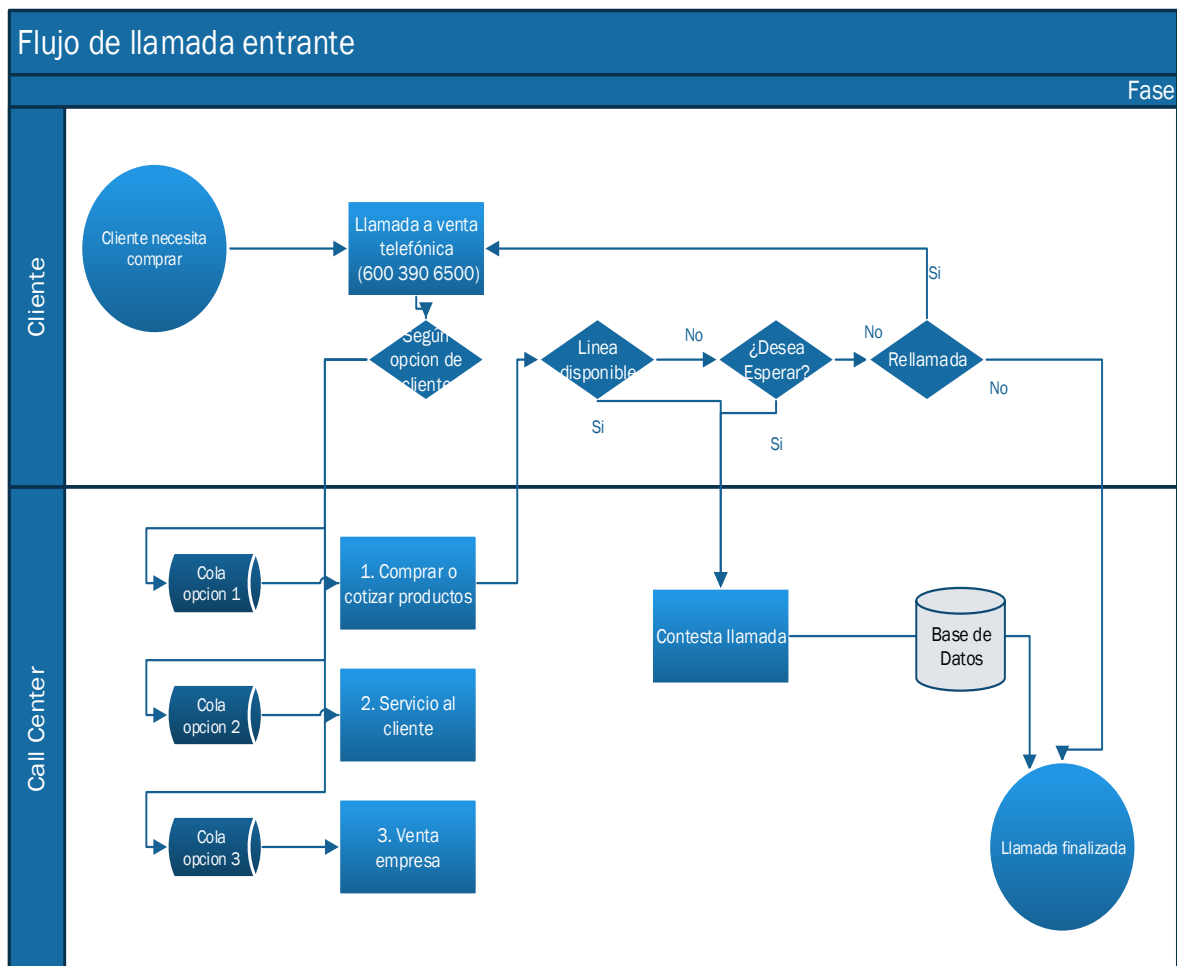 Flujo de llamada entrante
Fase
Cliente
Cliente necesita
comprar
Llamada a venta
telefónica
(600 390 6500)
Según
opcion de
cliente
Linea
disponible
No
Si
¿Desea
Esperar?
No
Si
Rellamada
Si
No
Call Center
Cola
opcion 1
1. Comprar o
cotizar productos
Cola
opcion 2
2. Servicio al
cliente
Cola
opcion 3
3. Venta
empresa
Contesta llamada
Base de
Datos
Llamada finalizada